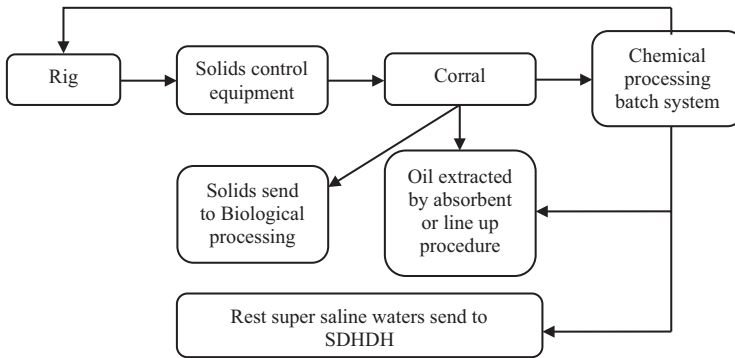 Rig
Solids control
equipment
Corral
Chemical
processing
batch system
Solids send
to Biological
processing
Oil extracted
by absorbent
or line up
procedure
Rest super saline waters send to
SDHDH